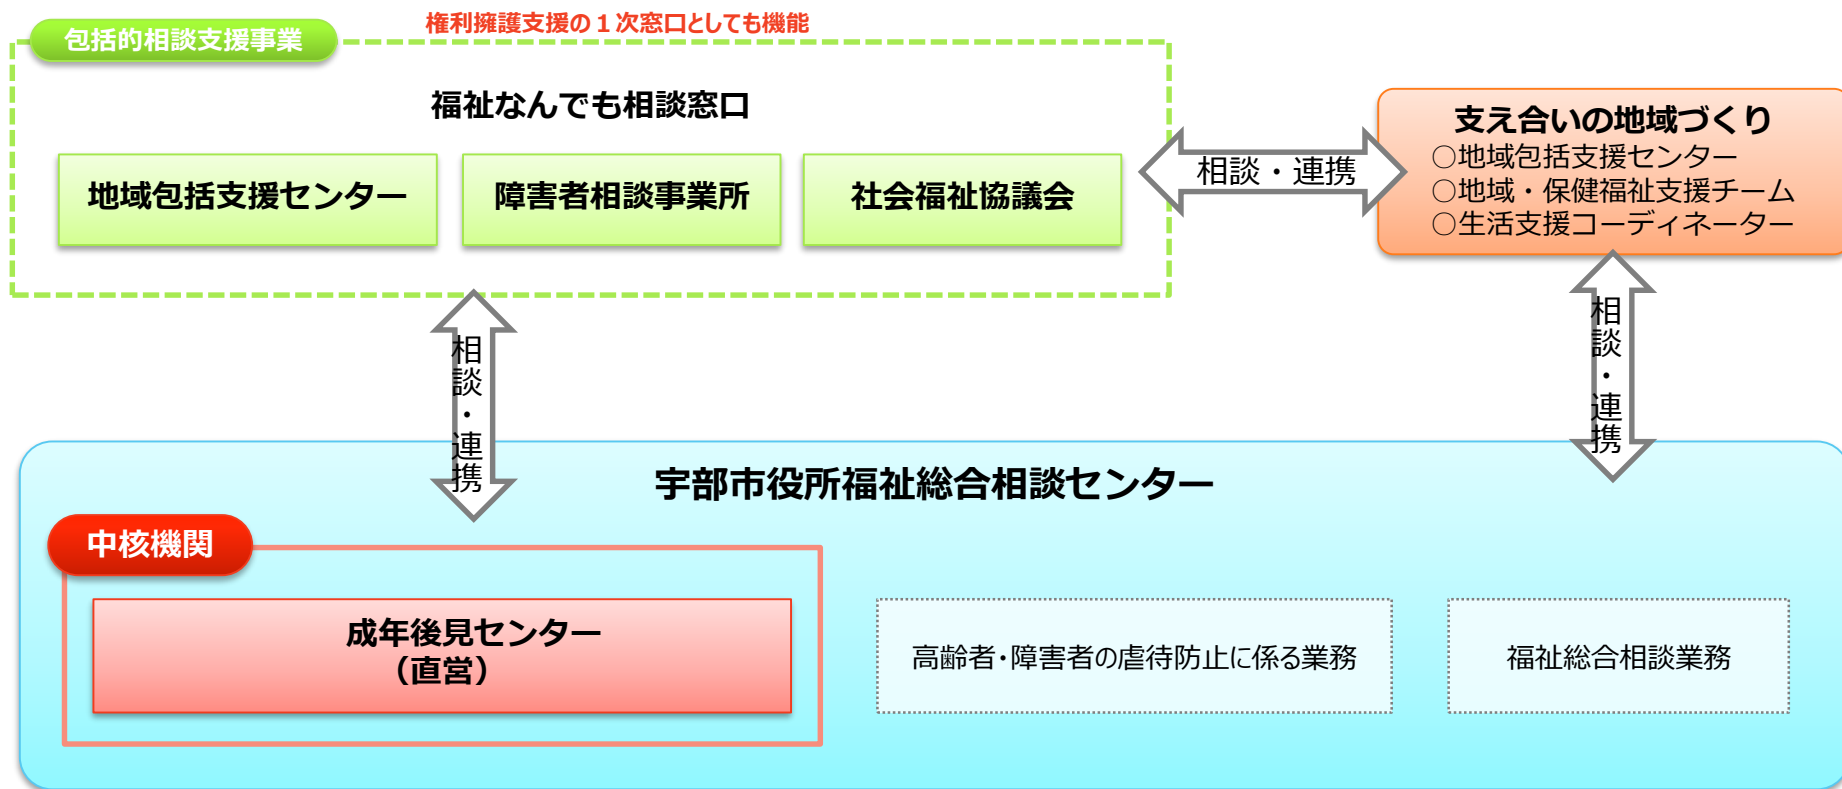 権利擁護支援の１次窓口としても機能
包括的相談支援事業
福祉なんでも相談窓口
地域包括支援センター
障害者相談事業所
社会福祉協議会
相談・連携
支え合いの地域づくり
○地域包括支援センター
○地域・保健福祉支援チーム
○生活支援コーディネーター
相談・連携
相談・連携
宇部市役所福祉総合相談センター
中核機関
成年後見センター
（直営）
高齢者・障害者の虐待防止に係る業務
福祉総合相談業務